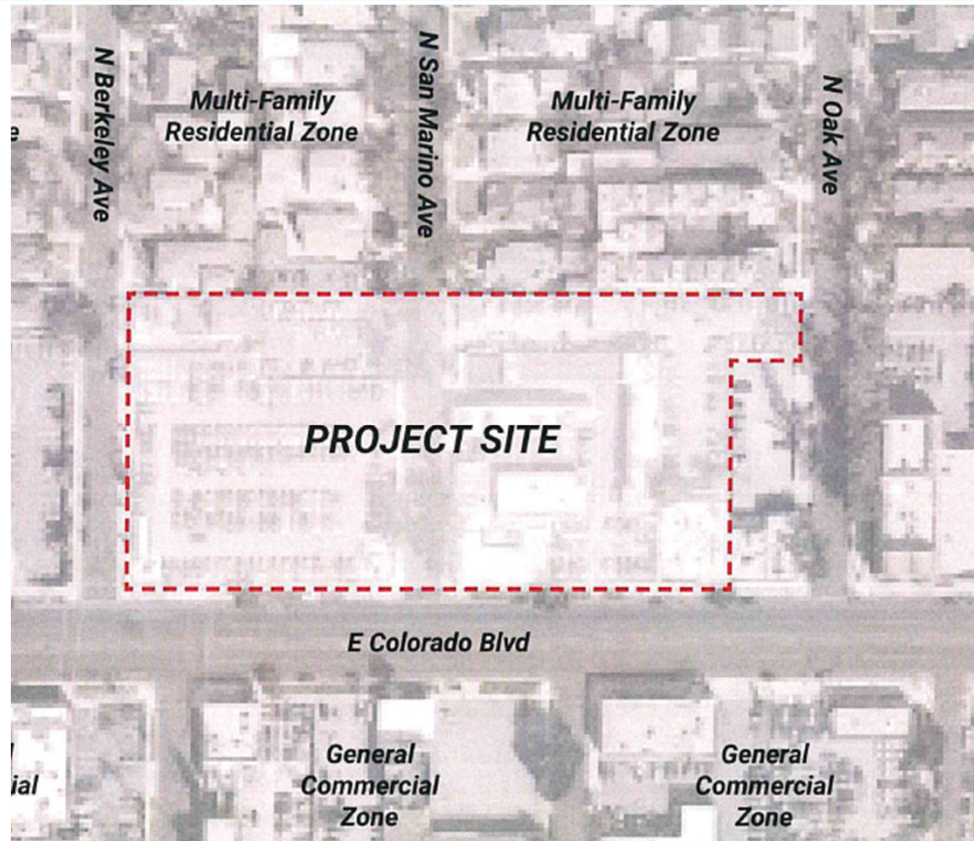 N Berkeley Ave
Multi-Family
Residential Zone
N San Marino Ave
Multi-Family
Residential Zone
N Oak Ave
e
PROJECT SITE
E Colorado Blvd
General
Commercial
Zone
General
Commercial
Zone
ial